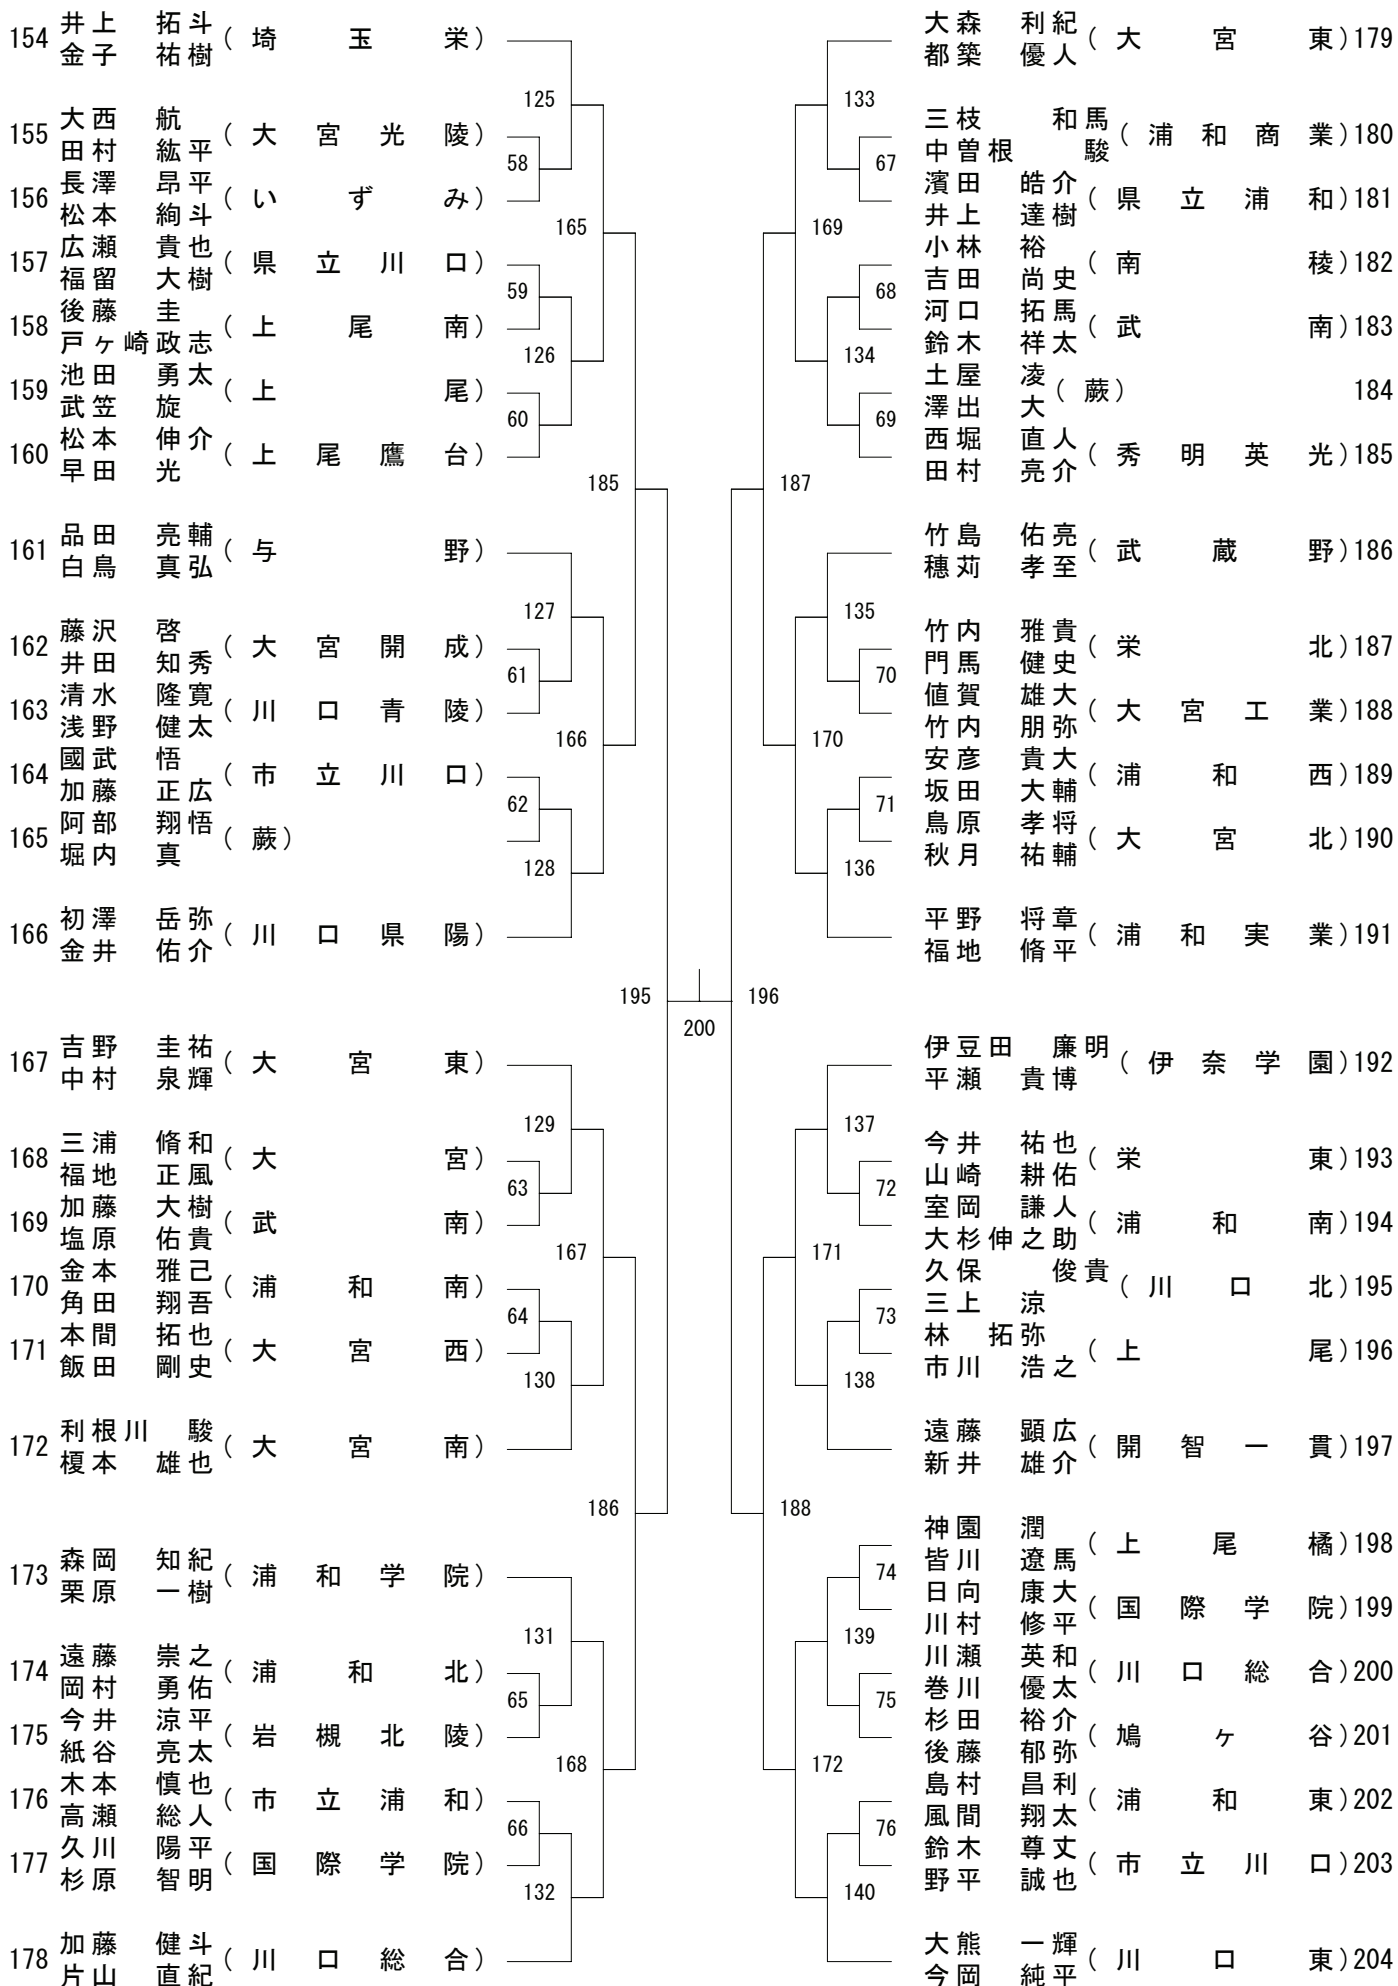 154 井上 拓斗 金子 祐樹 (埼玉栄)
155 大西 航 田村 紘平 (大宮光陵)
156 長澤 昂平 松本 絢斗 (いずみ)
157 広瀬 貴也 福留 大樹 (県立川口)
158 後藤 圭 戸ヶ崎政志 (上尾南)
159 池田 勇太 武笠 旋 (上尾)
160 松本 伸介 早田 光 (上尾鷹台)
161 品田 亮輔 白鳥 真弘 (与野)
162 藤沢 啓 井田 知秀 (大宮開成)
163 清水 隆寛 浅野 健太 (川口青陵)
164 國武 悟 加藤 正広 (市立川口)
165 阿部 翔悟 堀内 真 (蕨)
166 初澤 岳弥 金井 佑介 (川口県陽)
167 吉野 圭祐 中村 泉輝 (大宮東)
168 三浦 脩和 福地 正風 (大宮)
169 加藤 大樹 塩原 佑貴 (武南)
170 金本 雅己 角田 翔吾 (浦和南)
171 本間 拓也 飯田 剛史 (大宮西)
172 利根川 駿 榎本 雄也 (大宮南)
173 森岡 知紀 栗原 一樹 (浦和学院)
174 遠藤 崇之 岡村 勇佑 (浦和北)
175 今井 涼平 紙谷 亮太 (岩槻北陵)
176 木本 慎也 高瀬 総人 (市立浦和)
177 久川 陽平 杉原 智明 (国際学院)
178 加藤 健斗 片山 直紀 (川口総合)
125
58
165
59
126
60
185
127
61
166
62
128
195
129
63
167
64
130
186
131
65
168
66
132
200
133
67
169
68
134
69
187
135
70
170
71
136
196
137
72
171
73
138
188
74
139
75
172
76
140
大森 利紀 都築 優人 (大宮東) 179
三枝 和馬 中曽根 駿 (浦和商業) 180
濱田 皓介 井上 達樹 (県立浦和) 181
小林 裕 吉田 尚史 (南稜) 182
河口 拓馬 鈴木 祥太 (武南) 183
土屋 凌 澤出 大 (蕨) 184
西堀 直人 田村 亮介 (秀明英光) 185
竹島 佑亮 穗苅 孝至 (武蔵野) 186
竹内 雅貴 門馬 健史 (栄北) 187
値賀 雄大 竹内 朋弥 (大宮工業) 188
安彦 貴大 坂田 大輔 (浦和西) 189
鳥原 孝将 秋月 祐輔 (大宮北) 190
平野 将章 福地 脩平 (浦和実業) 191
伊豆田 廉明 平瀬 貴博 (伊奈学園) 192
今井 祐也 山崎 耕佑 (栄東) 193
室岡 謙人 大杉伸之助 (浦和南) 194
久保 俊貴 三上 涼 (川口北) 195
林 拓弥 市川 浩之 (上尾) 196
遠藤 顕広 新井 雄介 (開智一貫) 197
神園 潤 皆川 遼馬 (上尾橘) 198
日向 康大 川村 修平 (国際学院) 199
川瀬 英和 巻川 優太 (川口総合) 200
杉田 裕介 後藤 郁弥 (鳩ヶ谷) 201
島村 昌利 風間 翔太 (浦和東) 202
鈴木 尊丈 野平 誠也 (市立川口) 203
大熊 一輝 今岡 純平 (川口東) 204